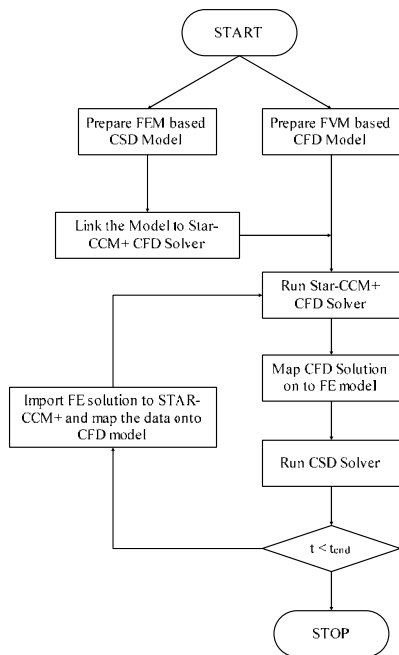 START
Prepare FEM based
CSD Model
Prepare FVM based
CFD Model
Link the Model to Star-
CCM+ CFD Solver
Run Star-CCM+
CFD Solver
Map CFD Solution
on to FE model
Import FE solution to STAR-
CCM+ and map the data onto
CFD model
Run CSD Solver
t < tend
STOP